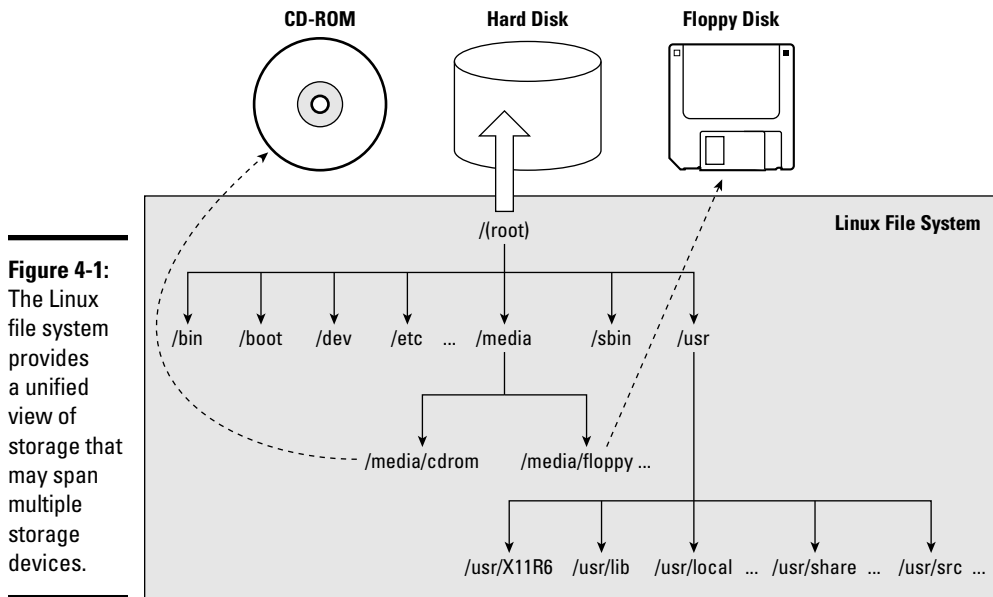 CD-ROM Hard Disk Floppy Disk
Linux File System
/(root)
/bin /boot /dev /etc ... /media /sbin /usr
/media/cdrom /media/floppy ...
/usr/X11R6 /usr/lib /usr/local ... /usr/share ... /usr/src ...
Figure 4-1:
The Linux
file system
provides
a unified
view of
storage that
may span
multiple
storage
devices.